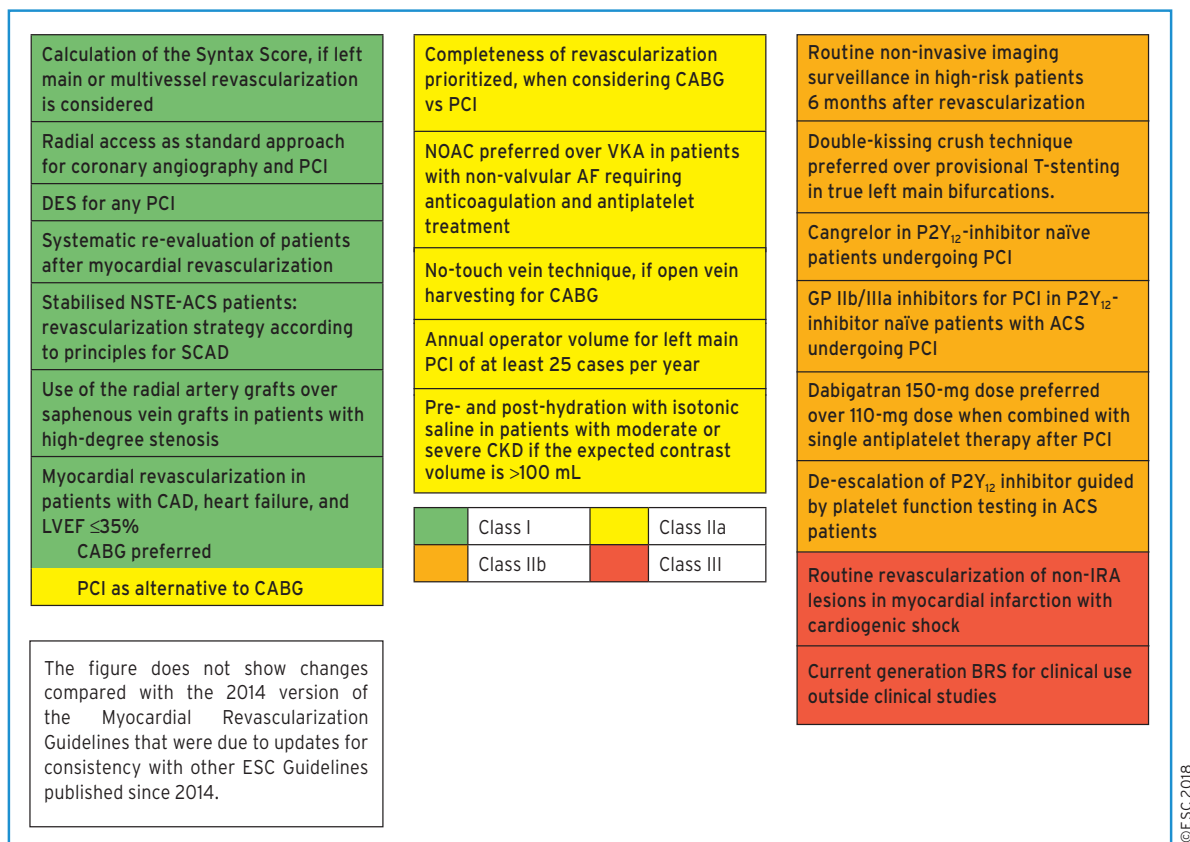 Calculation of the Syntax Score, if left
main or multivessel revascularization
is considered
Radial access as standard approach
for coronary angiography and PCI
DES for any PCI
Systematic re-evaluation of patients
after myocardial revascularization
Stabilised NSTE-ACS patients:
revascularization strategy according
to principles for SCAD
Use of the radial artery grafts over
saphenous vein grafts in patients with
high-degree stenosis
Myocardial revascularization in
patients with CAD, heart failure, and
LVEF ≤35%
CABG preferred
PCI as alternative to CABG
The figure does not show changes
compared with the 2014 version of
the Myocardial Revascularization
Guidelines that were due to updates for
consistency with other ESC Guidelines
published since 2014.
Completeness of revascularization
prioritized, when considering CABG
vs PCI
NOAC preferred over VKA in patients
with non-valvular AF requiring
anticoagulation and antiplatelet
treatment
No-touch vein technique, if open vein
harvesting for CABG
Annual operator volume for left main
PCI of at least 25 cases per year
Pre- and post-hydration with isotonic
saline in patients with moderate or
severe CKD if the expected contrast
volume is >100 mL
Class I
Class IIa
Class IIb
Class III
Routine non-invasive imaging
surveillance in high-risk patients
6 months after revascularization
Double-kissing crush technique
preferred over provisional T-stenting
in true left main bifurcations.
Cangrelor in P2Y₁₂-inhibitor naïve
patients undergoing PCI
GP IIb/IIIa inhibitors for PCI in P2Y₁₂-
inhibitor naïve patients with ACS
undergoing PCI
Dabigatran 150-mg dose preferred
over 110-mg dose when combined with
single antiplatelet therapy after PCI
De-escalation of P2Y₁₂ inhibitor guided
by platelet function testing in ACS
patients
Routine revascularization of non-IRA
lesions in myocardial infarction with
cardiogenic shock
Current generation BRS for clinical use
outside clinical studies
©ESC 2018